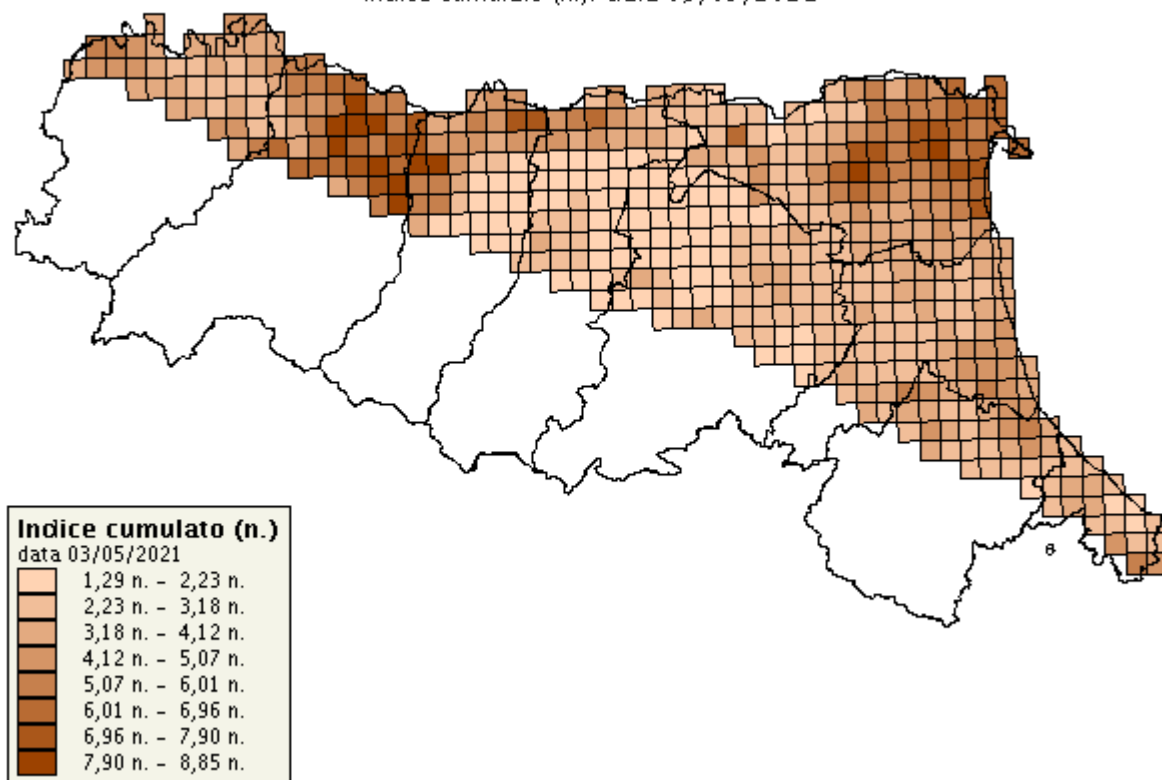 Indice cumulato (n.)
data 03/05/2021
1,29 n. - 2,23 n.
2,23 n. - 3,18 n.
3,18 n. - 4,12 n.
4,12 n. - 5,07 n.
5,07 n. - 6,01 n.
6,01 n. - 6,96 n.
6,96 n. - 7,90 n.
7,90 n. - 8,85 n.